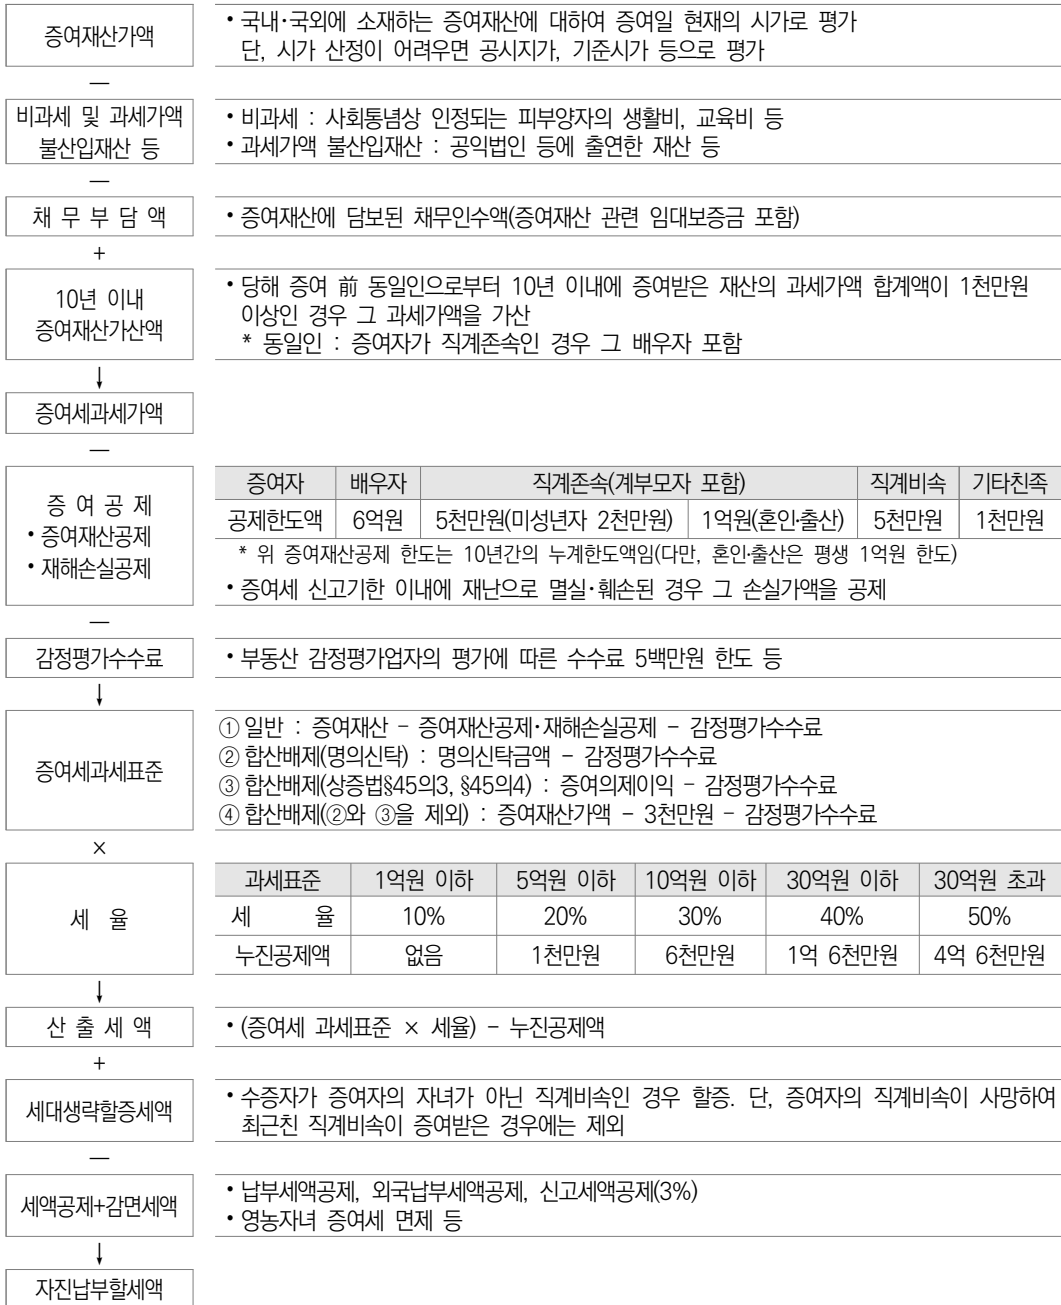 증여재산가액
• 국내·국외에 소재하는 증여재산에 대하여 증여일 현재의 시가로 평가
단, 시가 산정이 어려우면 공시지가, 기준시가 등으로 평가
—
비과세 및 과세가액
불산입재산 등
• 비과세 : 사회통념상 인정되는 피부양자의 생활비, 교육비 등
• 과세가액 불산입재산 : 공익법인 등에 출연한 재산 등
—
채 무 부 담 액
• 증여재산에 담보된 채무인수액(증여재산 관련 임대보증금 포함)
+
10년 이내
증여재산가산액
• 당해 증여 前 동일인으로부터 10년 이내에 증여받은 재산의 과세가액 합계액이 1천만원
이상인 경우 그 과세가액을 가산
* 동일인 : 증여자가 직계존속인 경우 그 배우자 포함
↓
증여세과세가액
—
증 여 공 제
• 증여재산공제
• 재해손실공제
증여자 배우자 직계존속(계부모자 포함) 직계비속 기타친족
공제한도액 6억원 5천만원(미성년자 2천만원) 1억원(혼인·출산) 5천만원 1천만원
* 위 증여재산공제 한도는 10년간의 누계한도액임(다만, 혼인·출산은 평생 1억원 한도)
• 증여세 신고기한 이내에 재난으로 멸실·훼손된 경우 그 손실가액을 공제
—
감정평가수수료
• 부동산 감정평가업자의 평가에 따른 수수료 5백만원 한도 등
↓
증여세과세표준
① 일반 : 증여재산 - 증여재산공제·재해손실공제 - 감정평가수수료
② 합산배제(명의신탁) : 명의신탁금액 - 감정평가수수료
③ 합산배제(상증법§45의3, §45의4) : 증여의제이익 - 감정평가수수료
④ 합산배제(②와 ③을 제외) : 증여재산가액 - 3천만원 - 감정평가수수료
×
세 율
과세표준 1억원 이하 5억원 이하 10억원 이하 30억원 이하 30억원 초과
세 율 10% 20% 30% 40% 50%
누진공제액 없음 1천만원 6천만원 1억 6천만원 4억 6천만원
↓
산 출 세 액
• (증여세 과세표준 × 세율) - 누진공제액
+
세대생략할증세액
• 수증자가 증여자의 자녀가 아닌 직계비속인 경우 할증. 단, 증여자의 직계비속이 사망하여
최근친 직계비속이 증여받은 경우에는 제외
—
세액공제+감면세액
• 납부세액공제, 외국납부세액공제, 신고세액공제(3%)
• 영농자녀 증여세 면제 등
↓
자진납부할세액